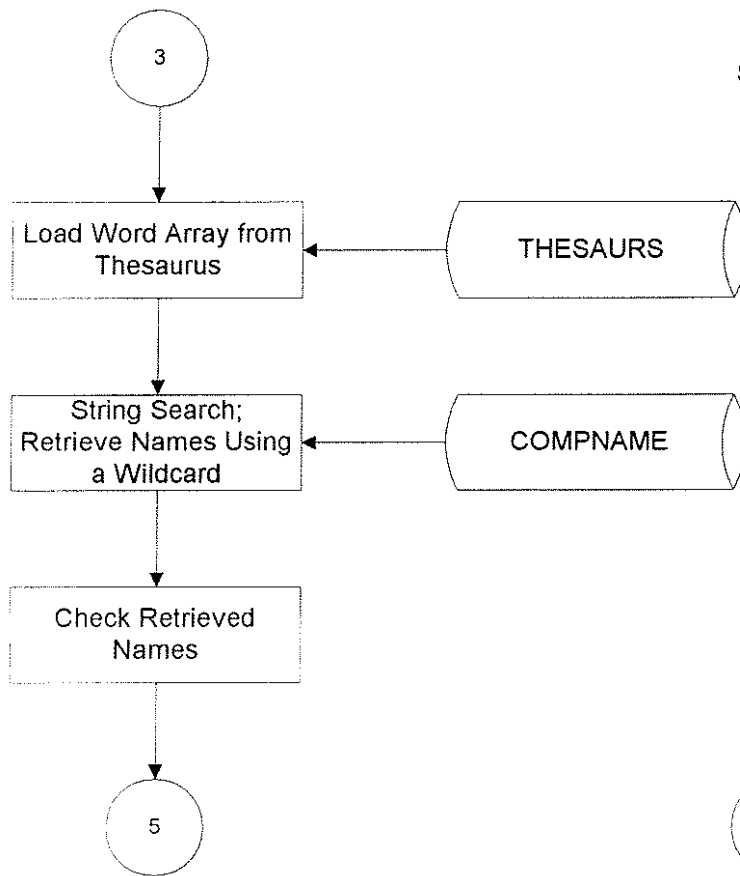 3
Load Word Array from
Thesaurus
THESAURS
String Search;
Retrieve Names Using
a Wildcard
COMPNAME
Check Retrieved
Names
5